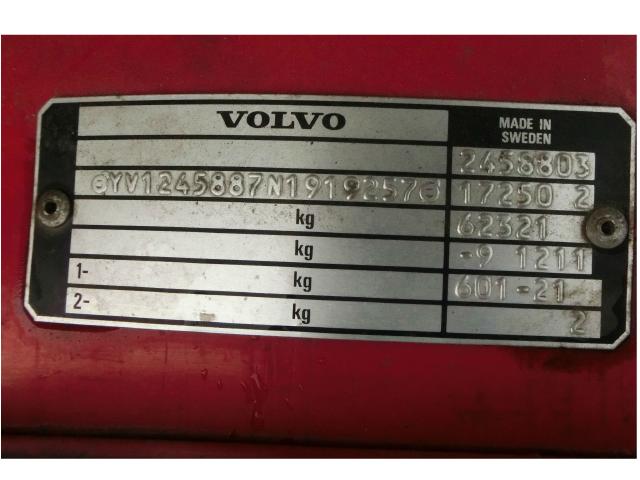 VOLVO
MADE IN
SWEDEN
2458803
YV1245887N1919257
17250 2
kg
62321
kg
-9 1211
1- kg
601-21
2- kg
2